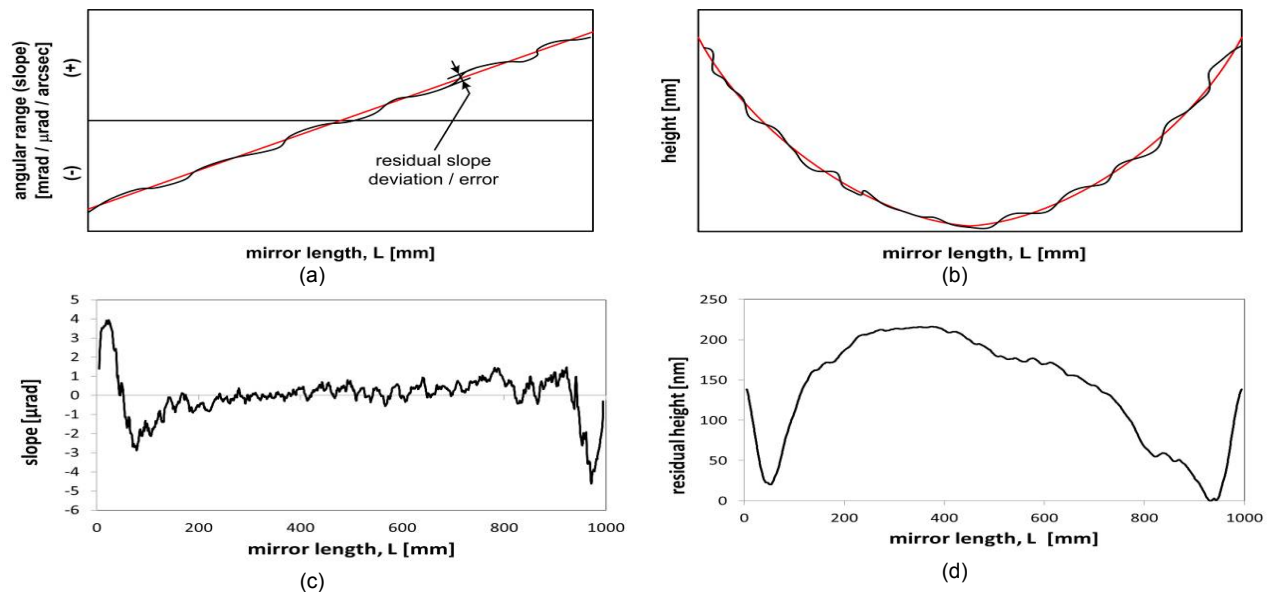 angular range (slope)
[mrad / μrad / arcsec]
(+)
(-)
residual slope
deviation / error
mirror length, L [mm]
(a)
height [nm]
mirror length, L [mm]
(b)
5
4
3
2
1
0
-1
-2
-3
-4
-5
-6
slope [μrad]
0
200
400
600
800
1000
mirror length, L [mm]
(c)
250
200
150
100
50
0
residual height [nm]
0
200
400
600
800
1000
mirror length, L [mm]
(d)